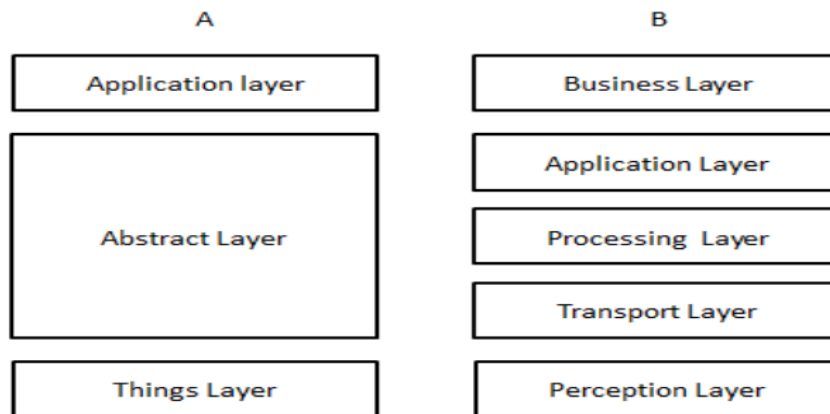 A
B
Application layer
Business Layer
Application Layer
Abstract Layer
Processing Layer
Transport Layer
Things Layer
Perception Layer